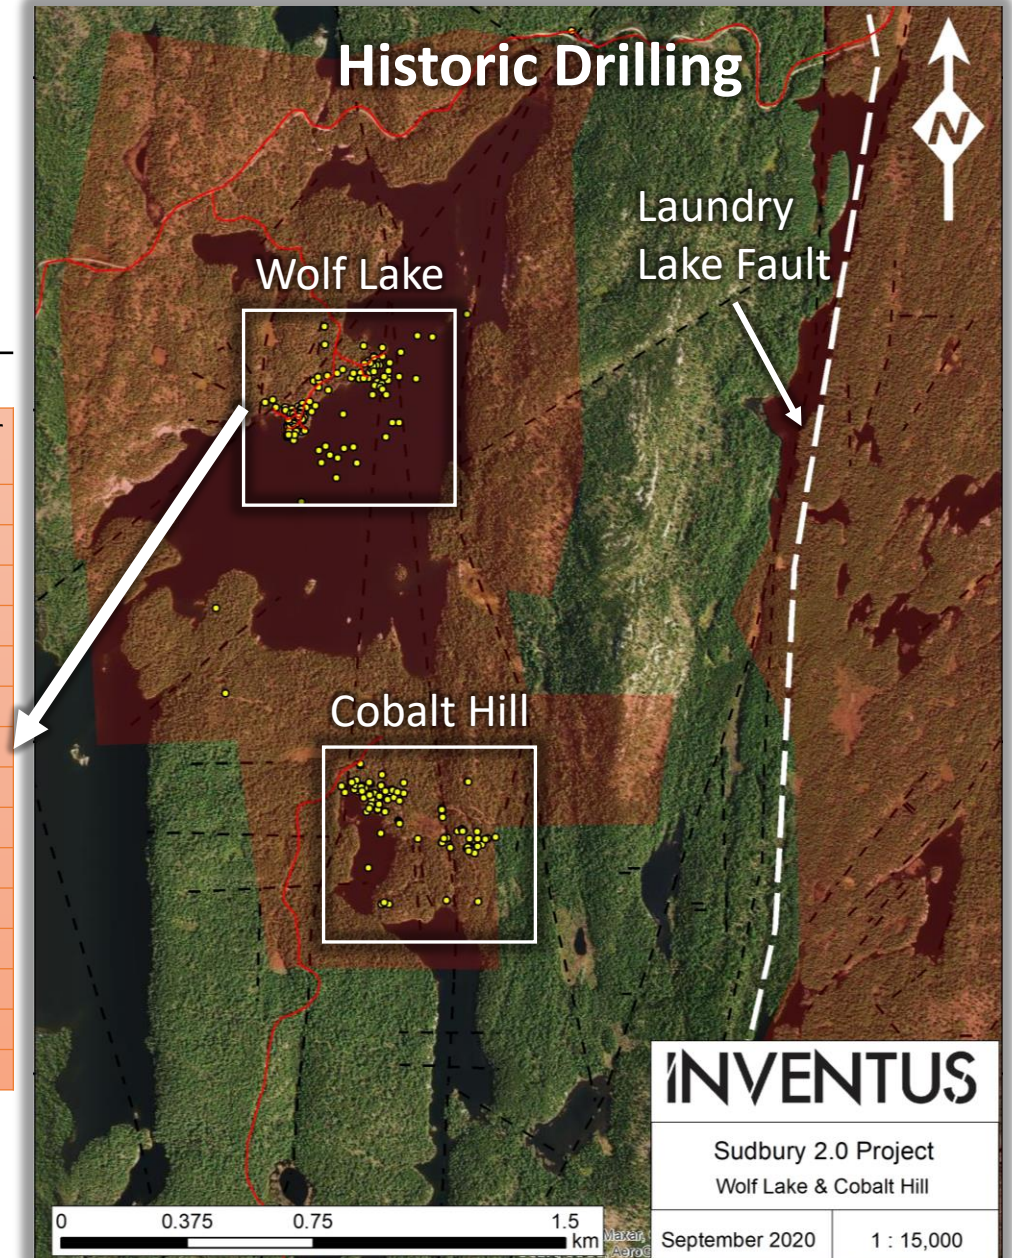 Historic Drilling
N
Laundry
Lake Fault
Wolf Lake
Cobalt Hill
INVENTUS
Sudbury 2.0 Project
Wolf Lake & Cobalt Hill
September 2020
1 : 15,000
0 0.375 0.75 1.5
km
Maxar,